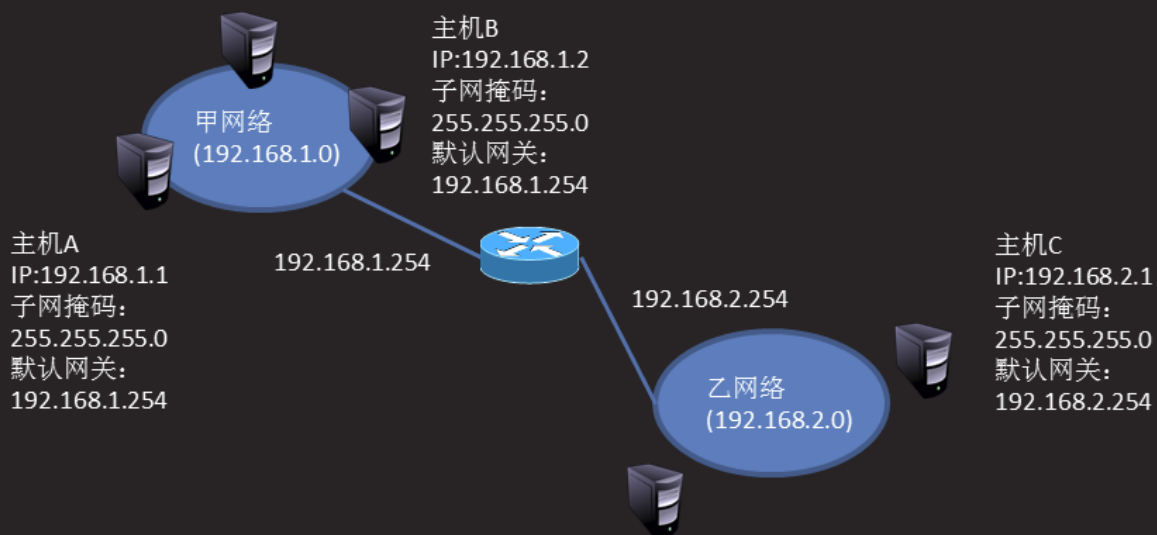 主机B
IP:192.168.1.2
子网掩码：
255.255.255.0
默认网关：
192.168.1.254
甲网络
(192.168.1.0)
主机A
IP:192.168.1.1
子网掩码：
255.255.255.0
默认网关：
192.168.1.254
192.168.1.254
192.168.2.254
主机C
IP:192.168.2.1
子网掩码：
255.255.255.0
默认网关：
192.168.2.254
乙网络
(192.168.2.0)